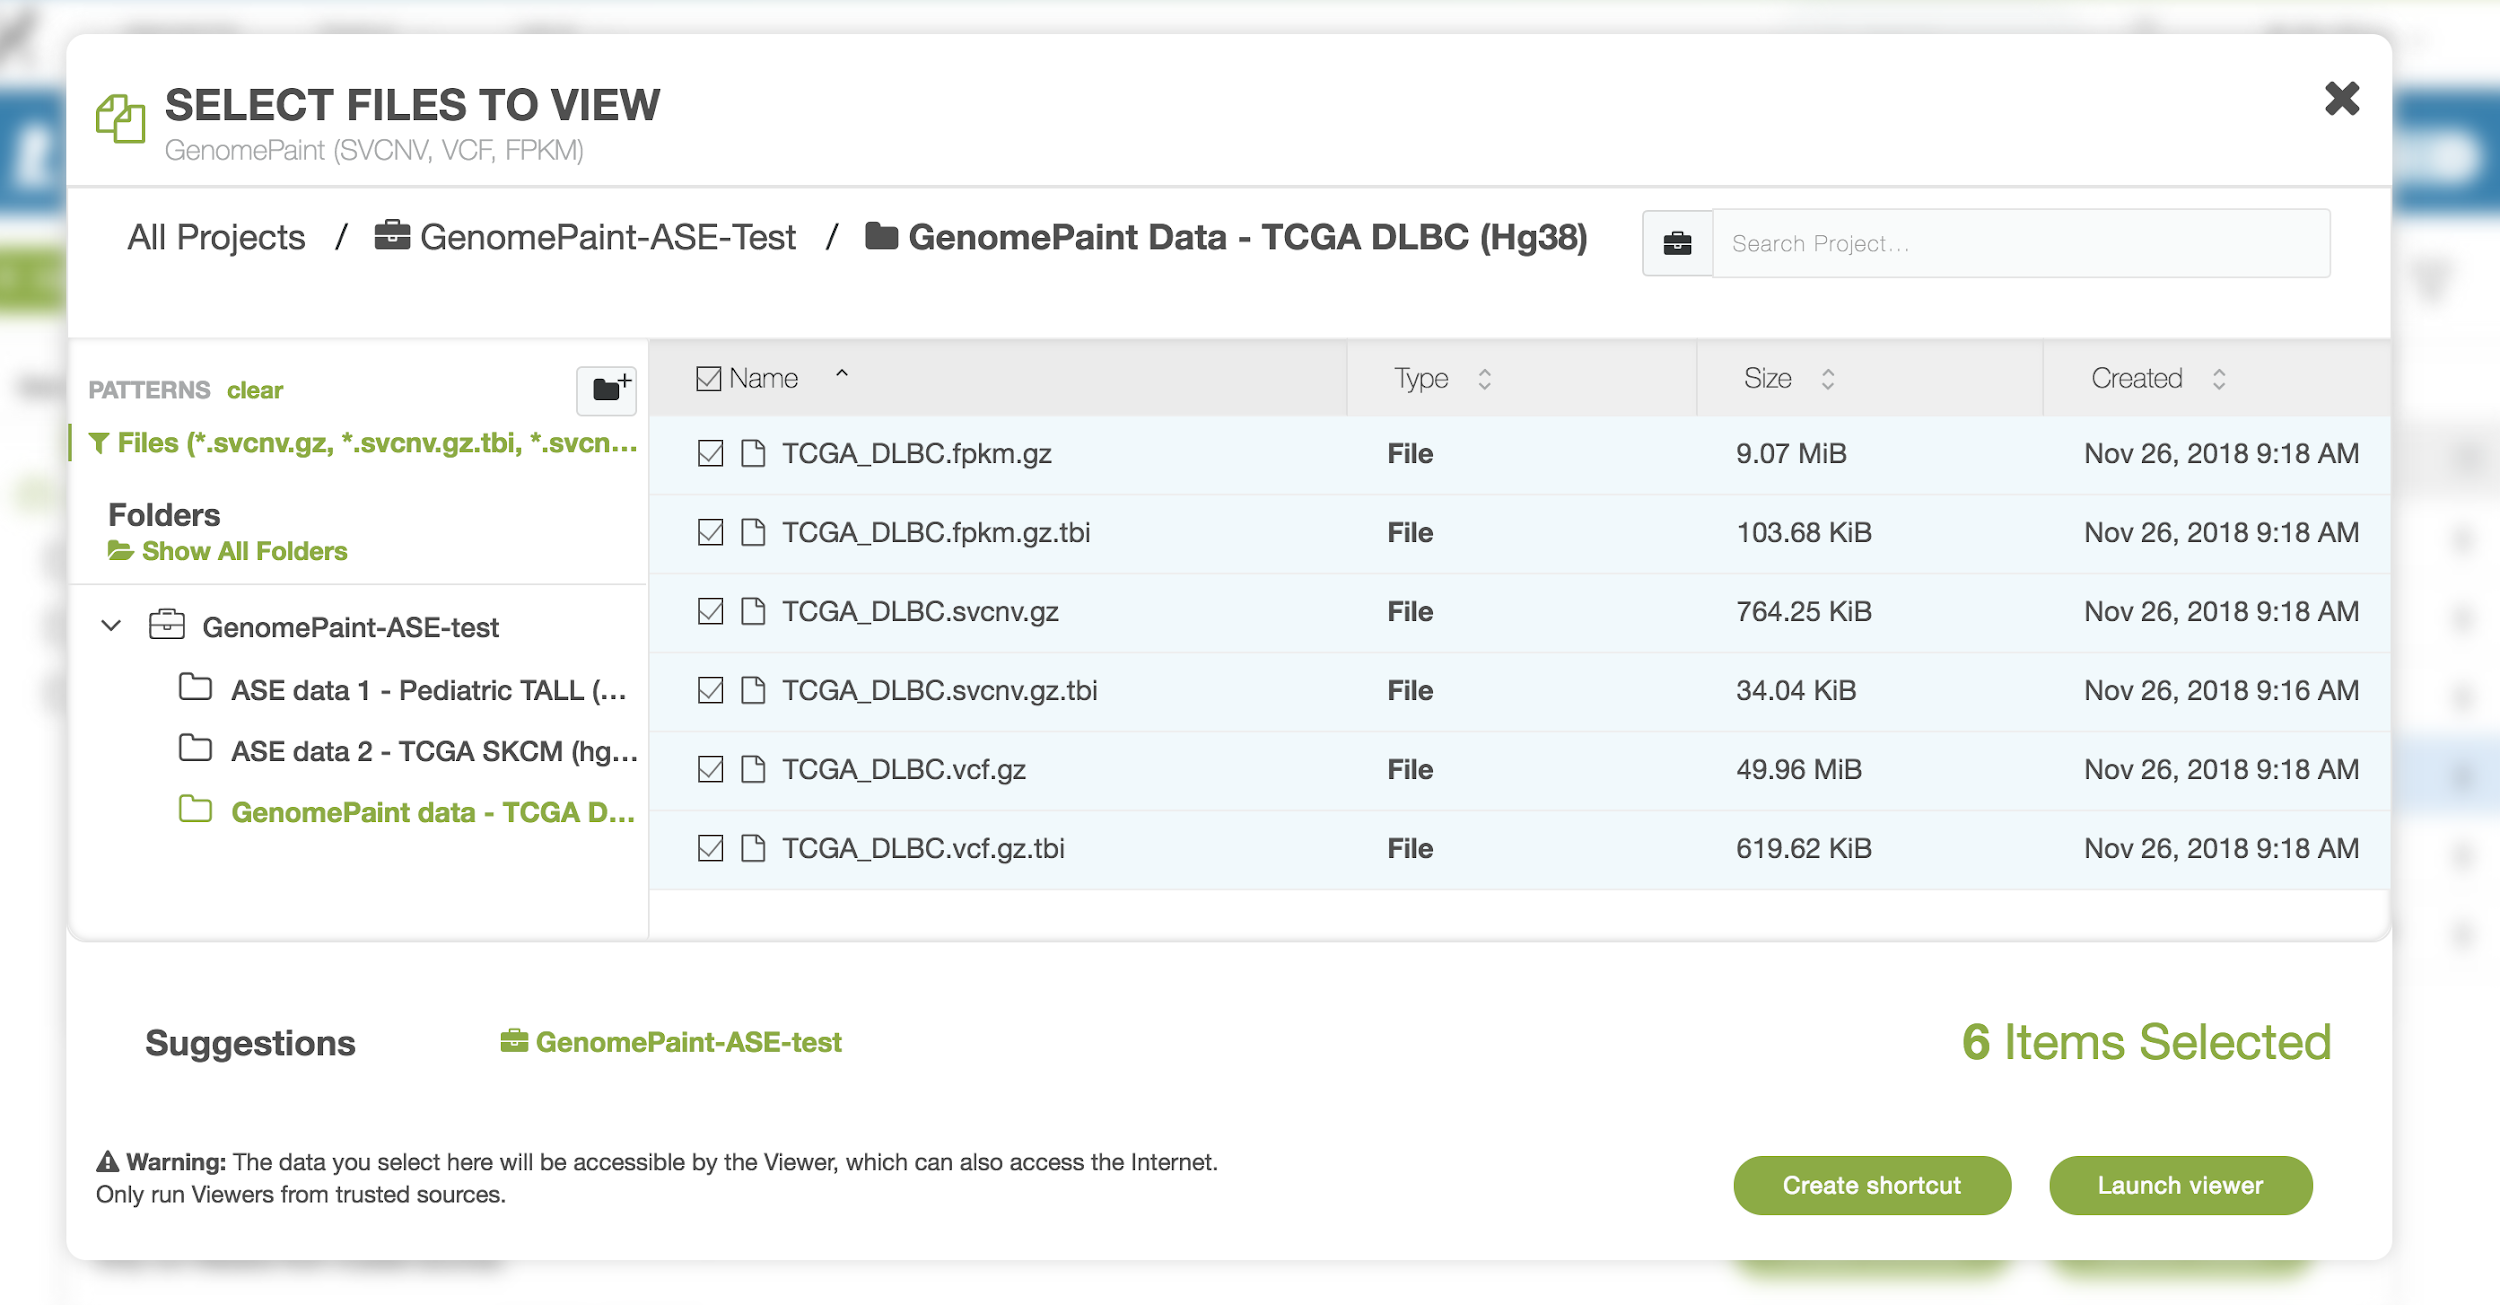 SELECT FILES TO VIEW
GenomePaint (SVCNV, VCF, FPKM)
All Projects / GenomePaint-ASE-Test / GenomePaint Data - TCGA DLBC (Hg38)
Search Project...
PATTERNS clear
Files (*.svcnv.gz, *.svcnv.gz.tbi, *.svcn...
Folders
Show All Folders
GenomePaint-ASE-test
ASE data 1 - Pediatric TALL (...
ASE data 2 - TCGA SKCM (hg...
GenomePaint data - TCGA D...
Name Type Size Created
TCGA_DLBC.fpkm.gz File 9.07 MiB Nov 26, 2018 9:18 AM
TCGA_DLBC.fpkm.gz.tbi File 103.68 KiB Nov 26, 2018 9:18 AM
TCGA_DLBC.svcnv.gz File 764.25 KiB Nov 26, 2018 9:18 AM
TCGA_DLBC.svcnv.gz.tbi File 34.04 KiB Nov 26, 2018 9:16 AM
TCGA_DLBC.vcf.gz File 49.96 MiB Nov 26, 2018 9:18 AM
TCGA_DLBC.vcf.gz.tbi File 619.62 KiB Nov 26, 2018 9:18 AM
Suggestions GenomePaint-ASE-test 6 Items Selected
Warning: The data you select here will be accessible by the Viewer, which can also access the Internet.
Only run Viewers from trusted sources.
Create shortcut Launch viewer